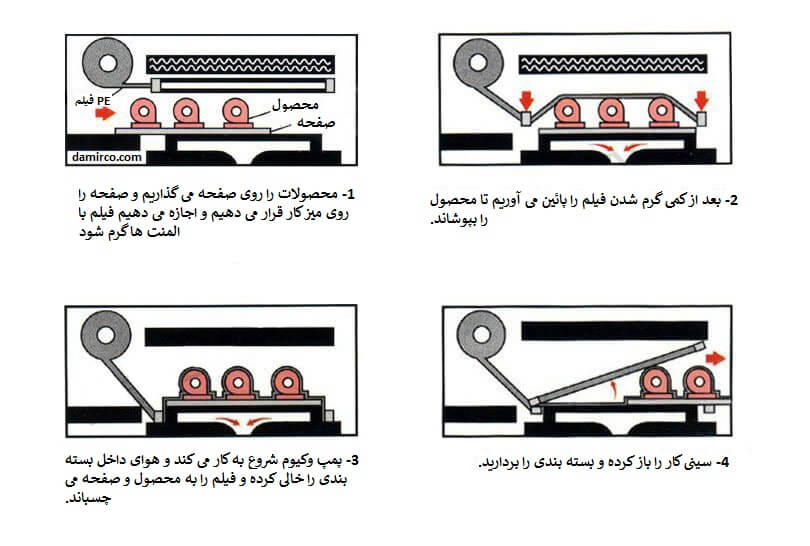 فیلم PE
محصول
صفحه
damirco.com
1- محصولات را روی صفحه می گذاریم و صفحه را
روی میز کار قرار می دهیم و اجازه می دهیم فیلم با
المنت ها گرم شود
2- بعد از کمی گرم شدن فیلم را پائین می آوریم تا محصول
را بپوشاند.
3- پمپ وکیوم شروع به کار می کند و هوای داخل بسته
بندی را خالی کرده و فیلم را به محصول و صفحه می
چسباند.
4- سینی کار را باز کرده و بسته بندی را بردارید.